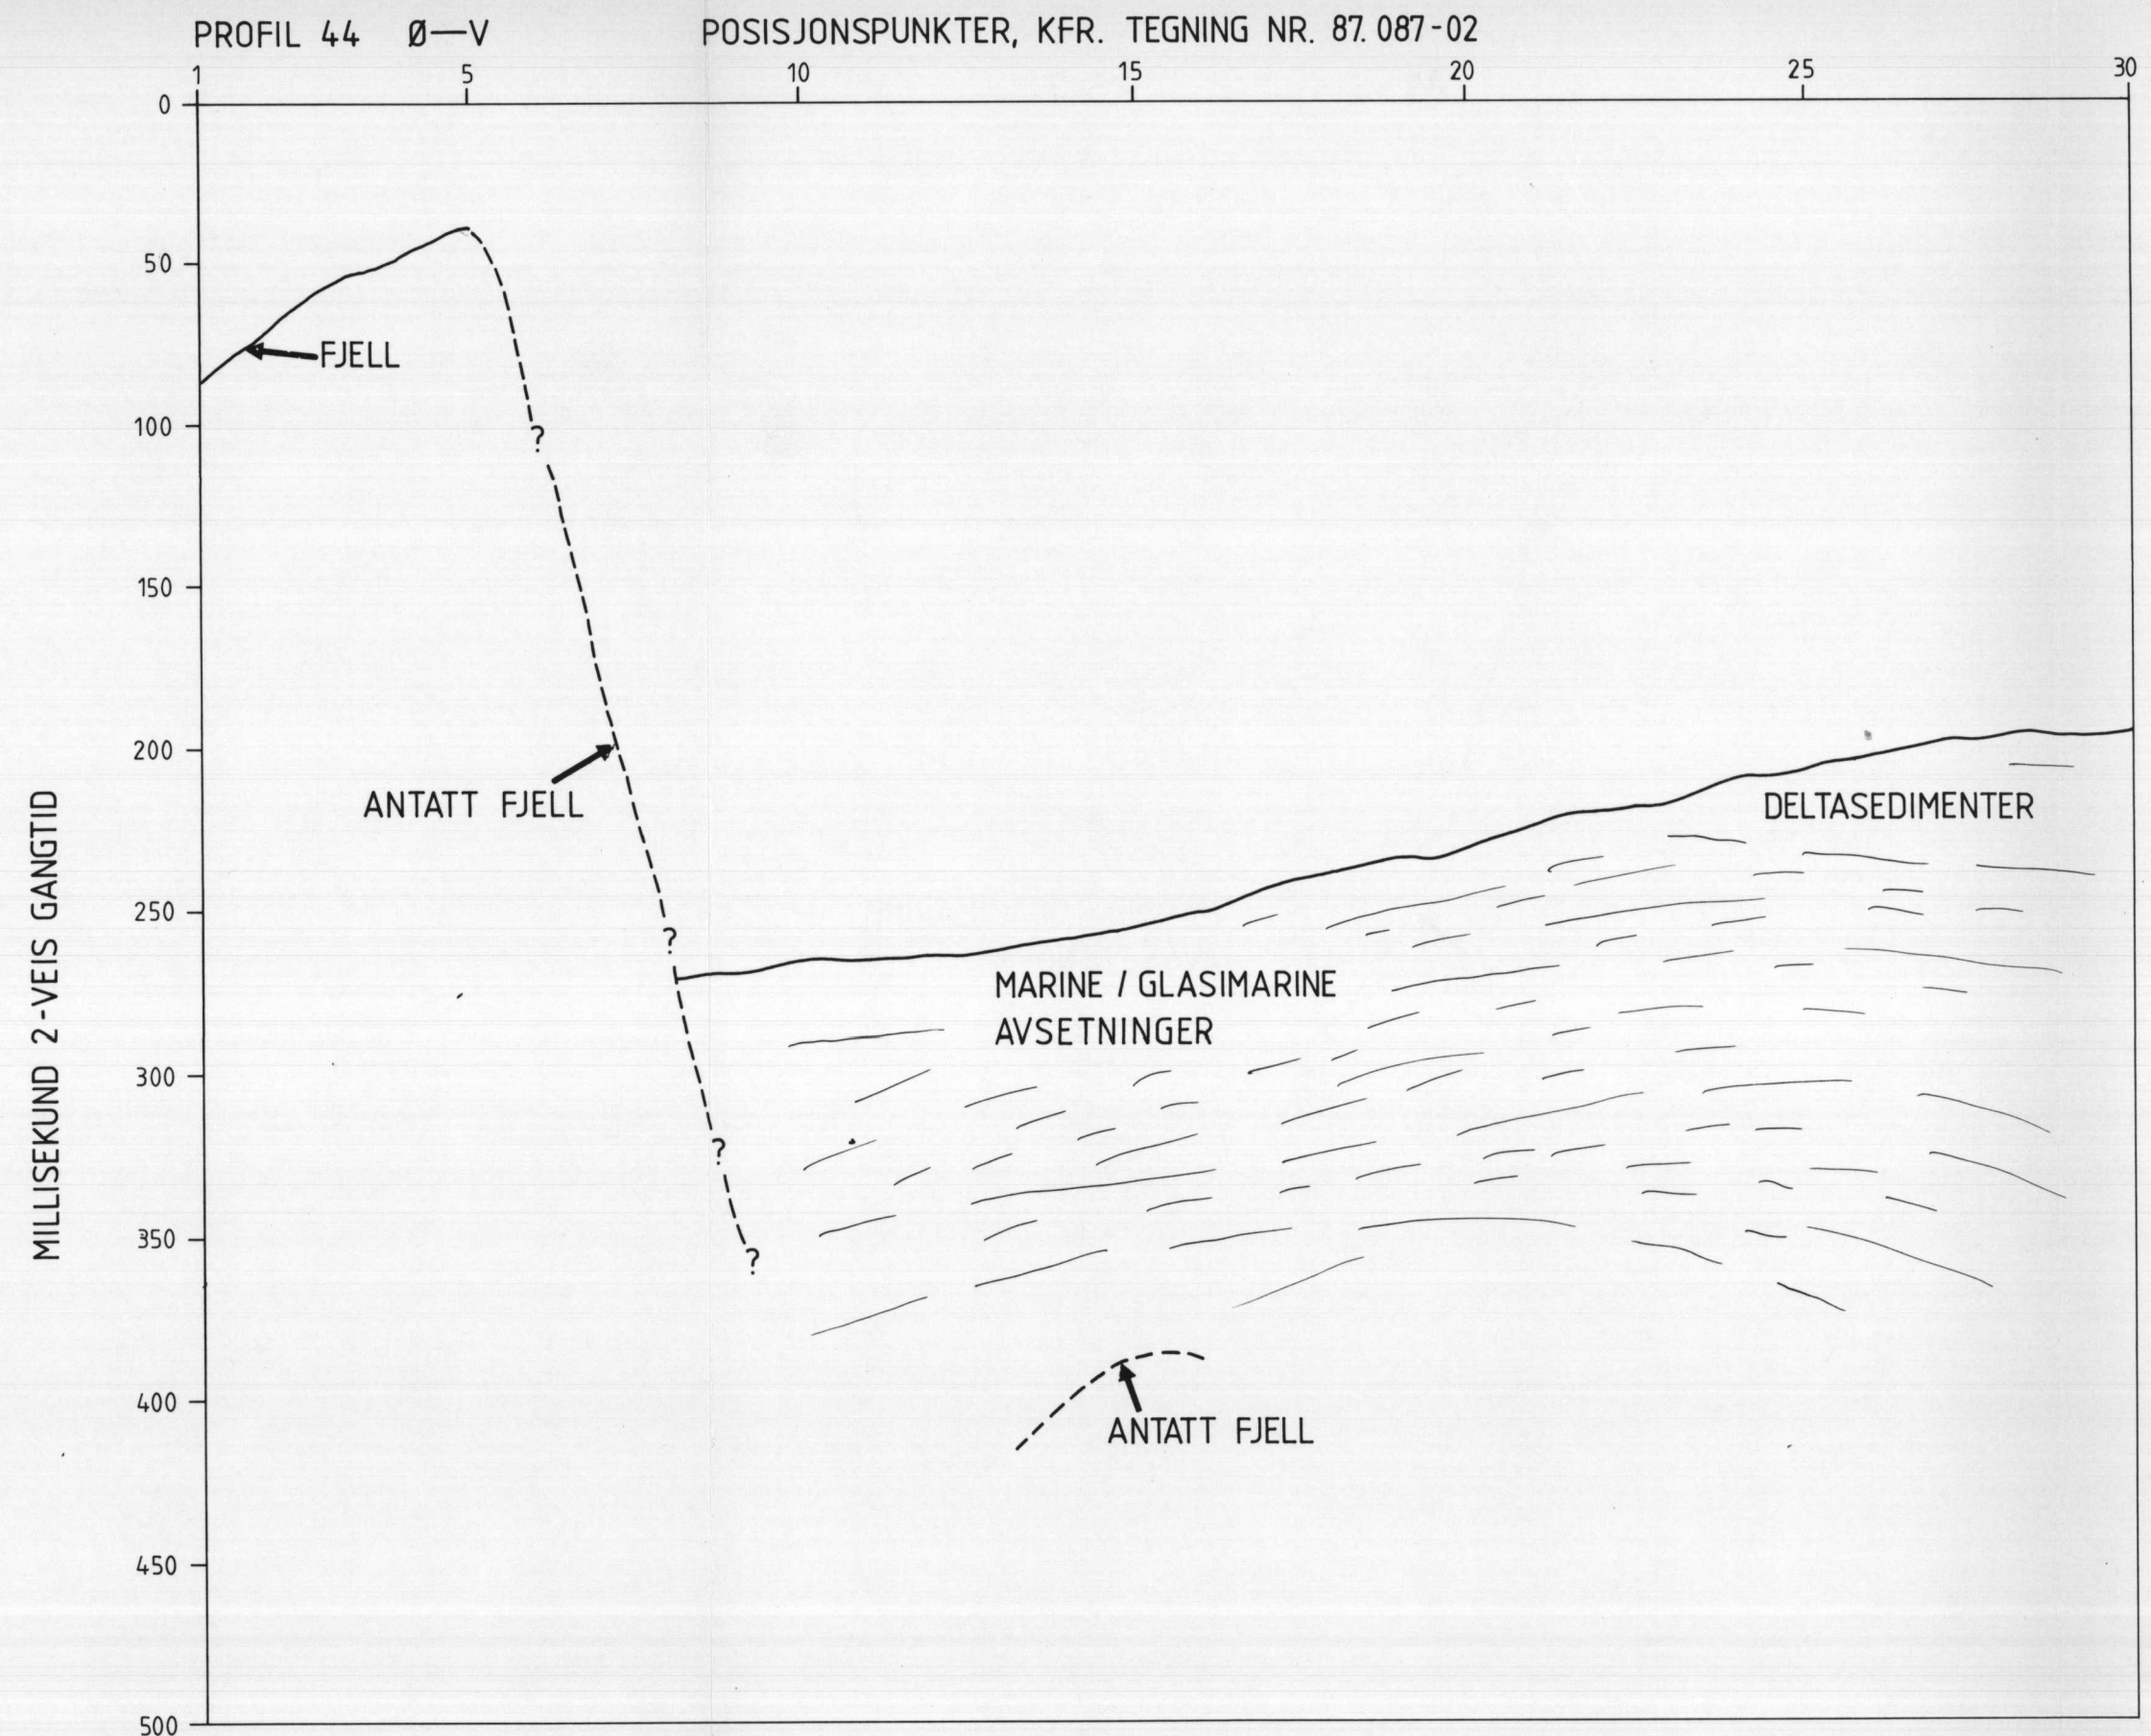 PROFIL 44 Ø—V POSISJONSPUNKTER, KFR. TEGNING NR. 87.087-02
1 5 10 15 20 25 30
0
50
FJELL
100
?
150
200
ANTATT FJELL
DELTASEDIMENTER
250
?
MARINE / GLASIMARINE
AVSETNINGER
300
?
350
?
400
ANTATT FJELL
450
500
MILLISEKUND 2-VEIS GANGTID